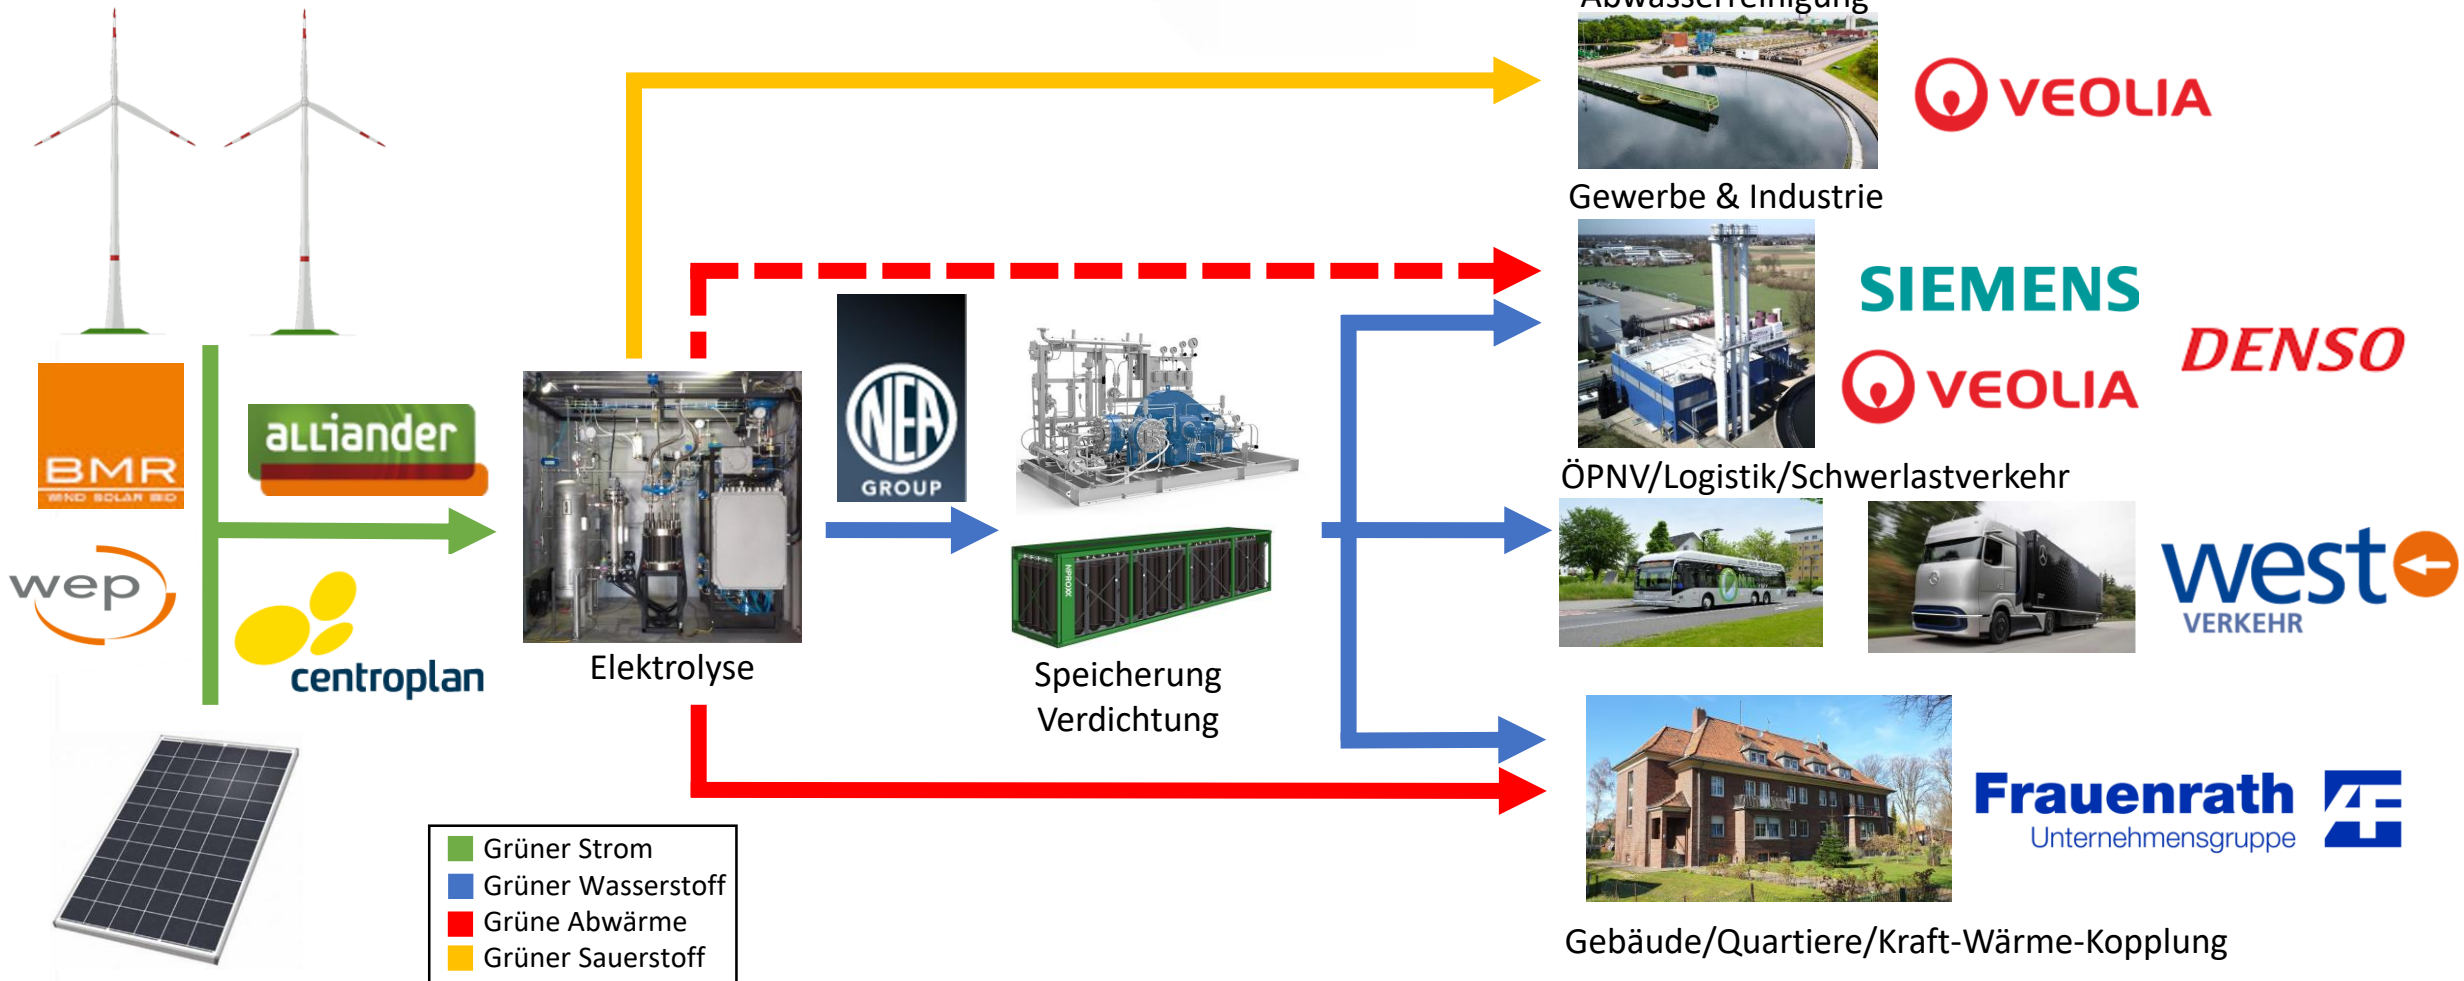 Abwasserreinigung
VEOLIA
Gewerbe & Industrie
SIEMENS
DENSO
VEOLIA
NEA
GROUP
alliander
BMR
WIND SOLAR BIO
wep
centroplan
Elektrolyse
NPROXX
Speicherung
Verdichtung
ÖPNV/Logistik/Schwerlastverkehr
west
VERKEHR
Frauenrath
Unternehmensgruppe
Gebäude/Quartiere/Kraft-Wärme-Kopplung
Grüner Strom
Grüner Wasserstoff
Grüne Abwärme
Grüner Sauerstoff